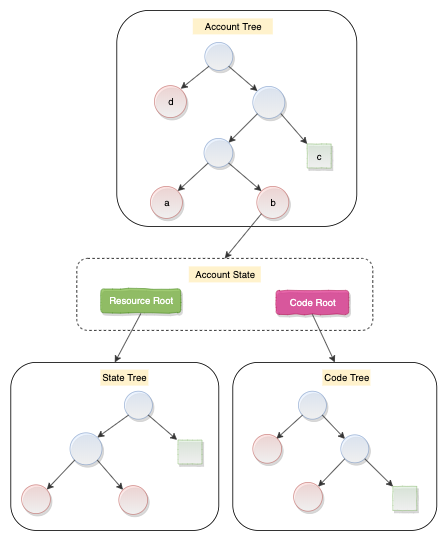 Account Tree
d
c
a
b
Account State
Resource Root
Code Root
State Tree
Code Tree